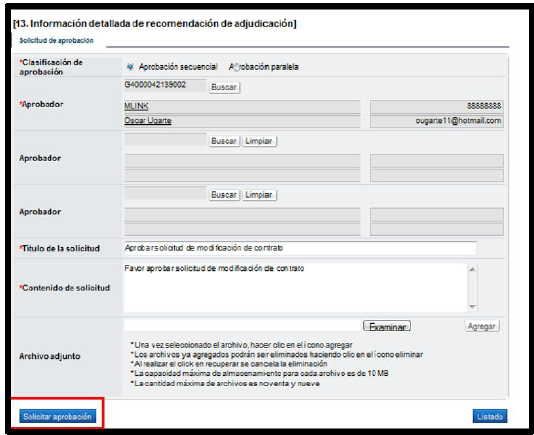 [13. Información detallada de recomendación de adjudicación]
Solicitud de aprobación
*Clasificación de aprobación
Aprobación secuencial Aprobación paralela
*Aprobador
G4000042139002 Buscar
MLINK 88888888
Oscar Ugarte ougarte11@hotmail.com
Aprobador
Buscar Limpiar
Aprobador
Buscar Limpiar
*Titulo de la solicitud Aprobar solicitud de modificación de contrato
*Contenido de solicitud Favor aprobar solicitud de modificación de contrato
Archivo adjunto
Examinar Agregar
*Una vez seleccionado el archivo, hacer clic en el ícono agregar
*Los archivos ya agregados podrán ser eliminados haciendo clic en el ícono eliminar
*Al realizar el click en recuperar se cancela la eliminación
*La capacidad máxima de almacenamiento para cada archivo es de 10 MB
*La cantidad máxima de archivos es noventa y nueve
Solicitar aprobación Listado